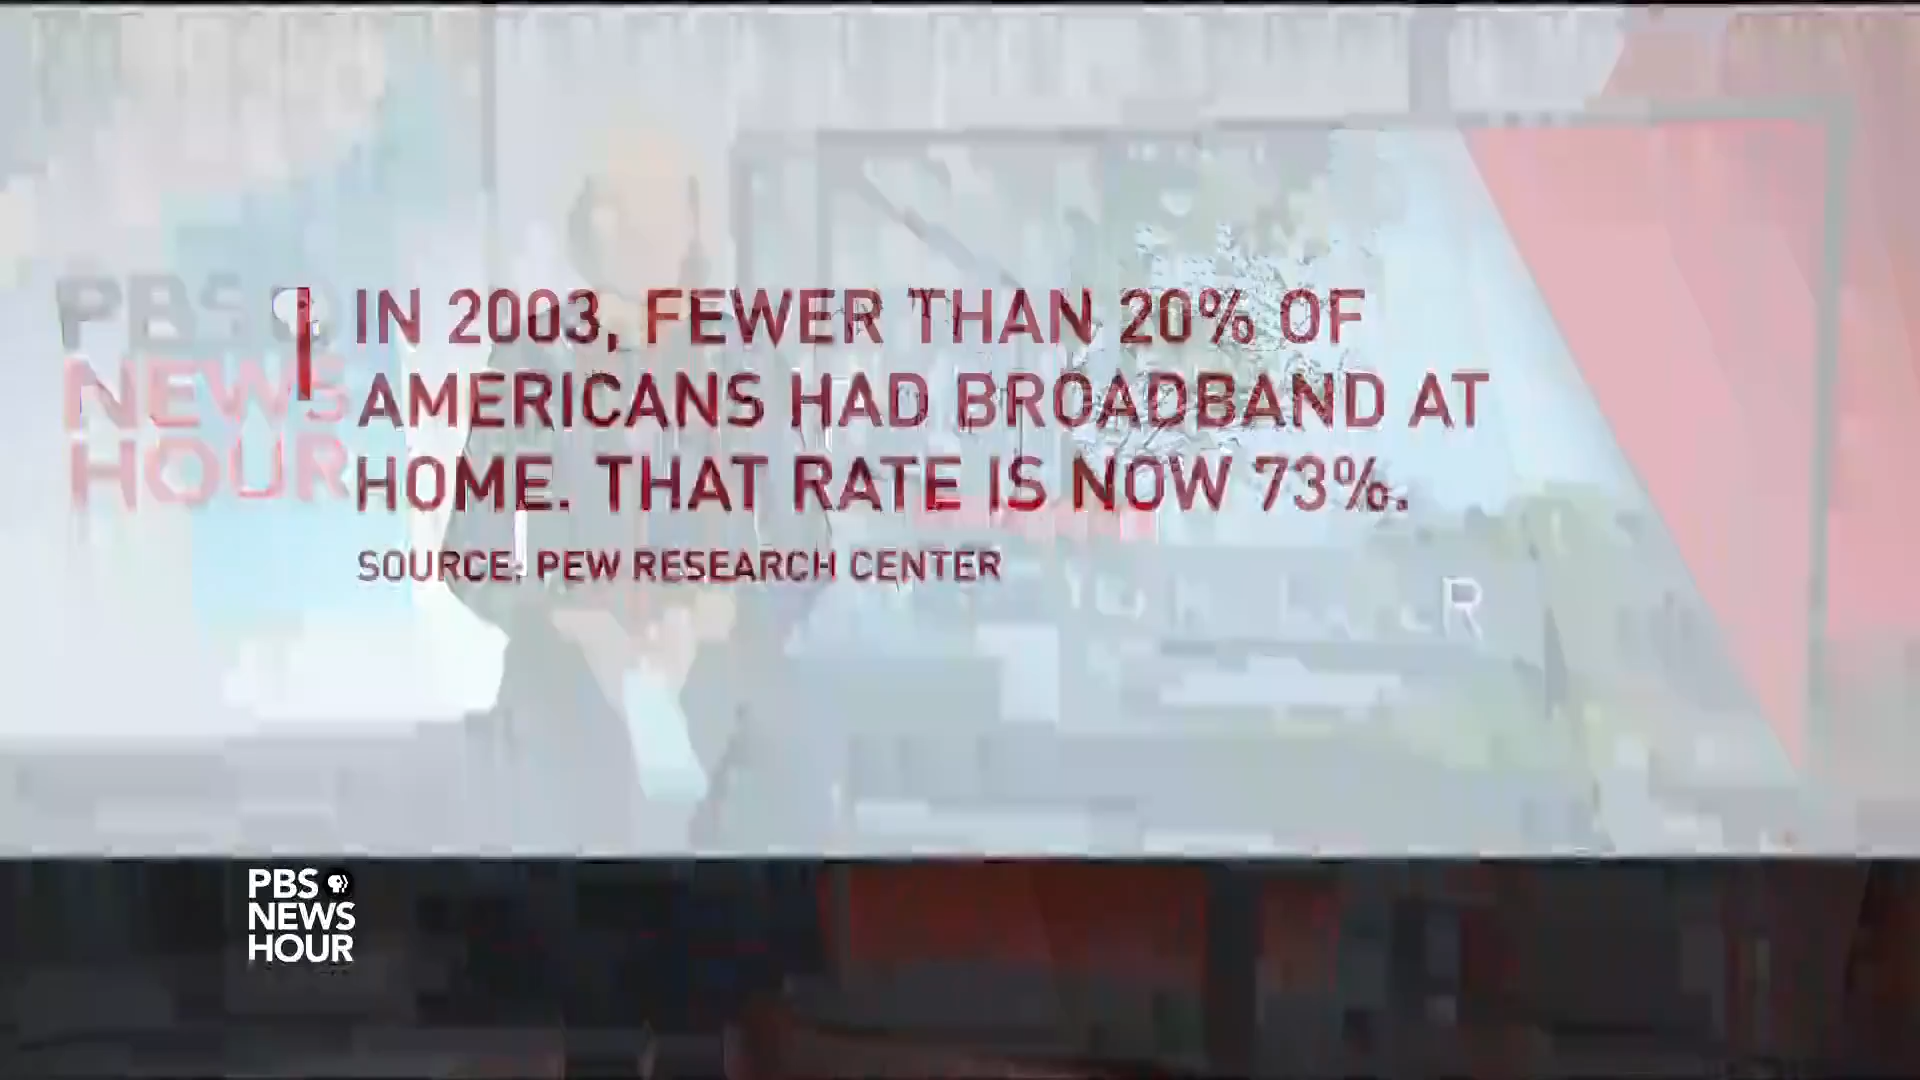 PBS
NEWS
HOUR
IN 2003, FEWER THAN 20% OF
AMERICANS HAD BROADBAND AT
HOME. THAT RATE IS NOW 73%.
SOURCE: PEW RESEARCH CENTER
R
PBS
NEWS
HOUR